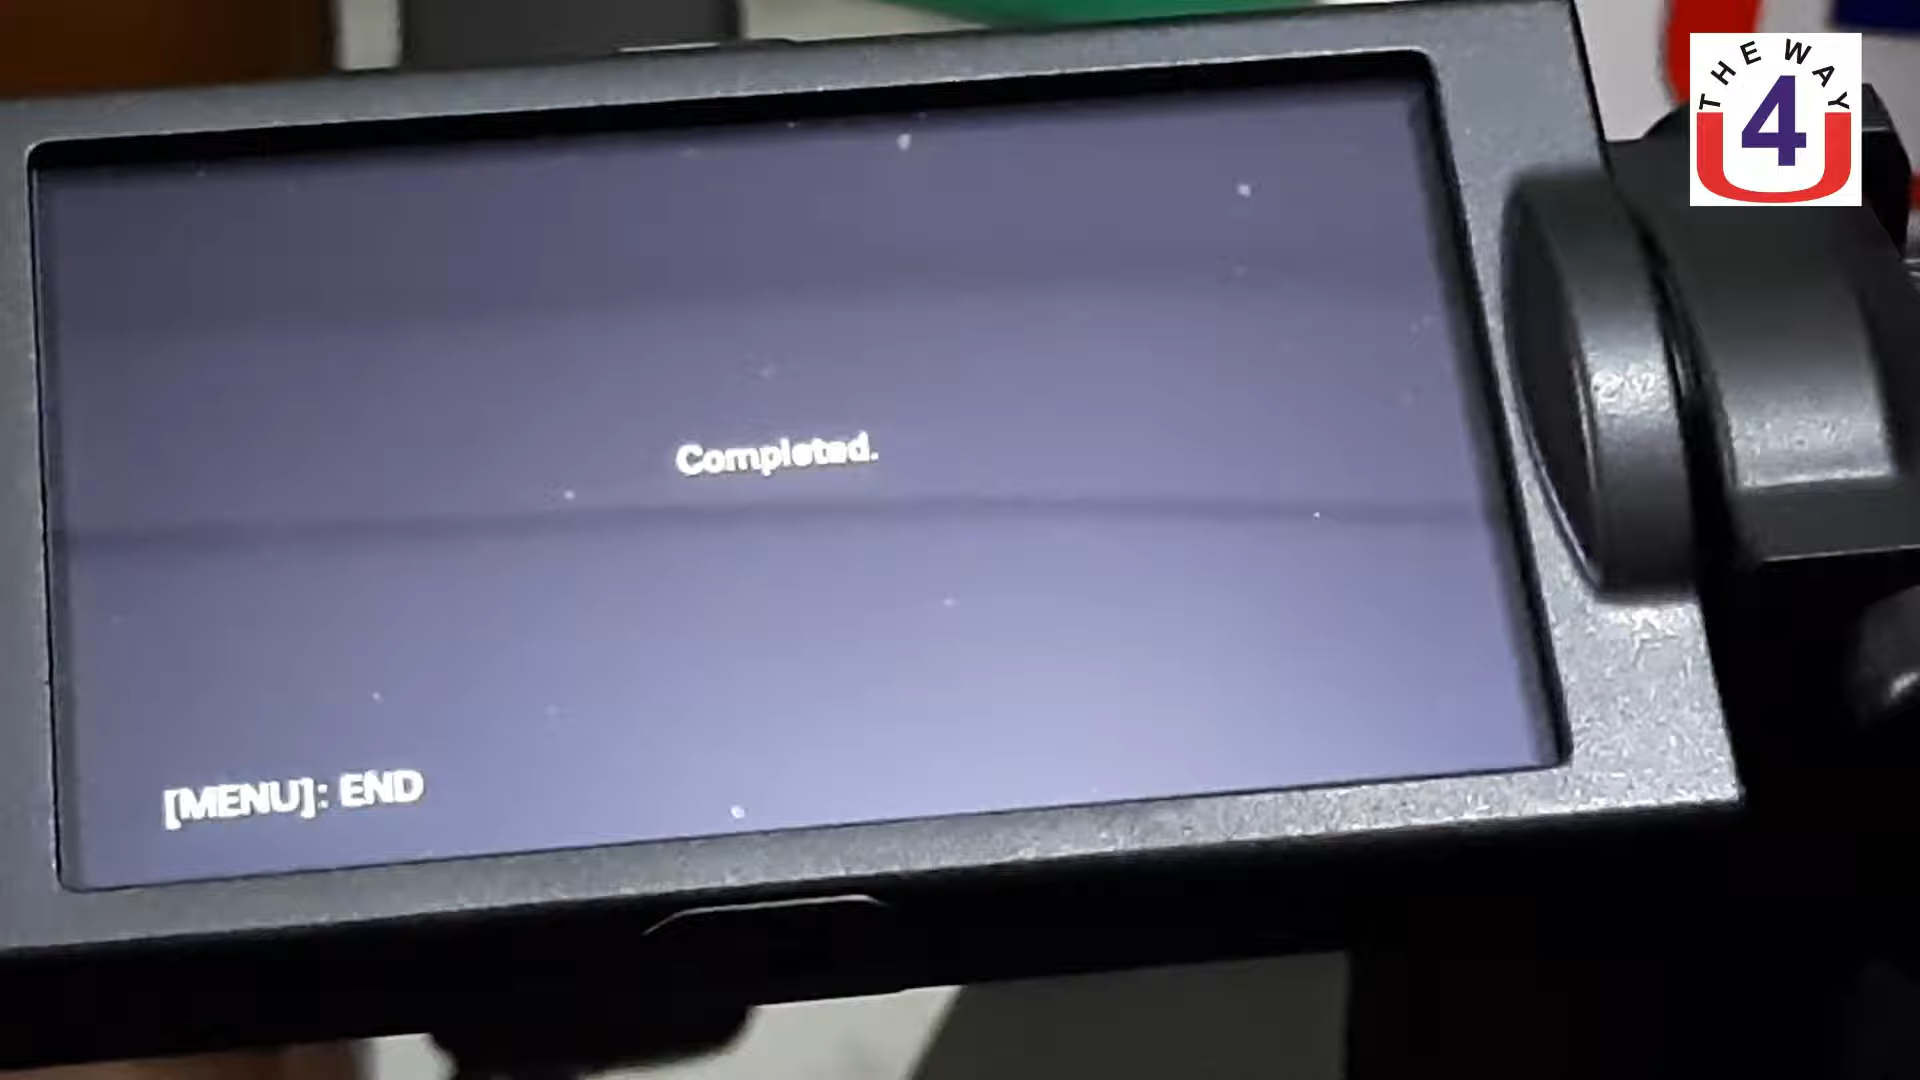 THE WAY
4
U
Completed.
[MENU]: END